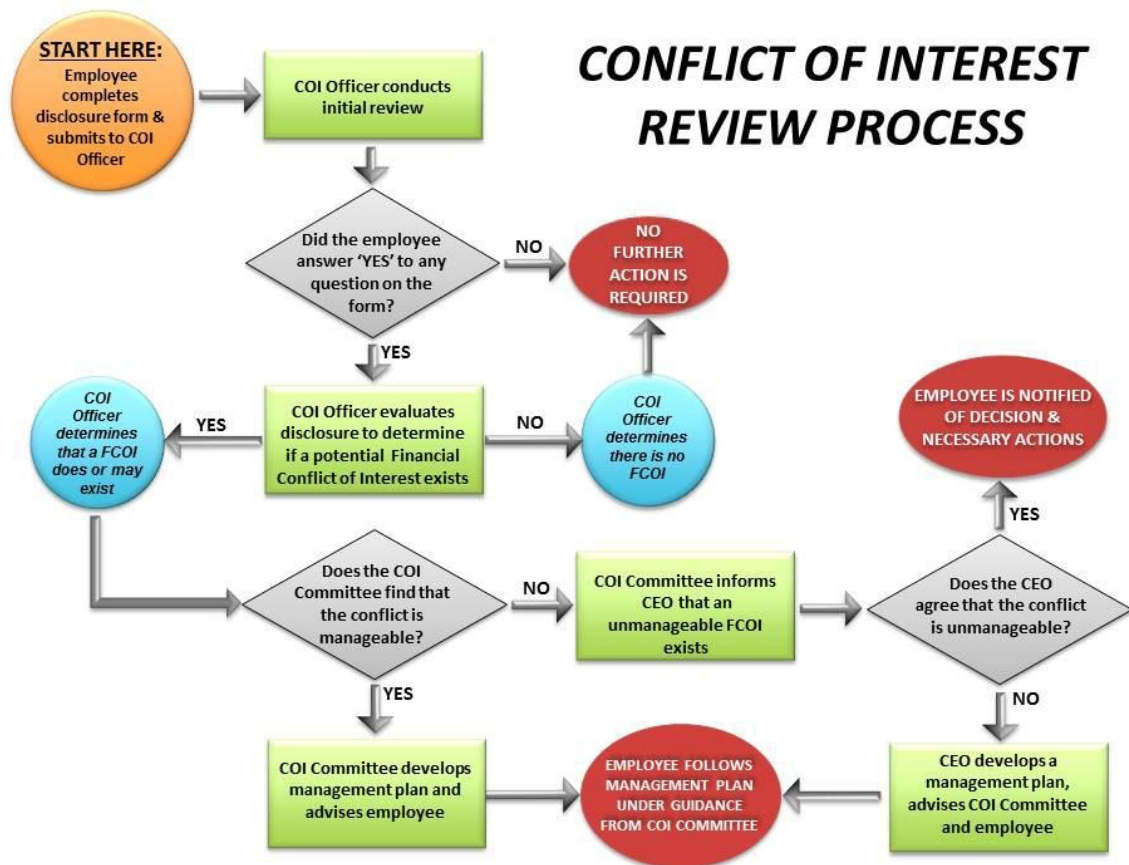 CONFLICT OF INTEREST
REVIEW PROCESS
START HERE:
Employee
completes
disclosure form &
submits to COI
Officer
COI Officer conducts
initial review
Did the employee
answer ‘YES’ to any
question on the
form?
NO
NO
FURTHER
ACTION IS
REQUIRED
YES
COI Officer evaluates
disclosure to determine
if a potential Financial
Conflict of Interest exists
YES
COI
Officer
determines
that a FCOI
does or may
exist
NO
COI
Officer
determines
there is no
FCOI
Does the COI
Committee find that
the conflict is
manageable?
NO
COI Committee informs
CEO that an
unmanageable FCOI
exists
Does the CEO
agree that the conflict
is unmanageable?
YES
EMPLOYEE IS NOTIFIED
OF DECISION &
NECESSARY ACTIONS
YES
COI Committee develops
management plan and
advises employee
EMPLOYEE FOLLOWS
MANAGEMENT PLAN
UNDER GUIDANCE
FROM COI COMMITTEE
NO
CEO develops a
management plan,
advises COI Committee
and employee